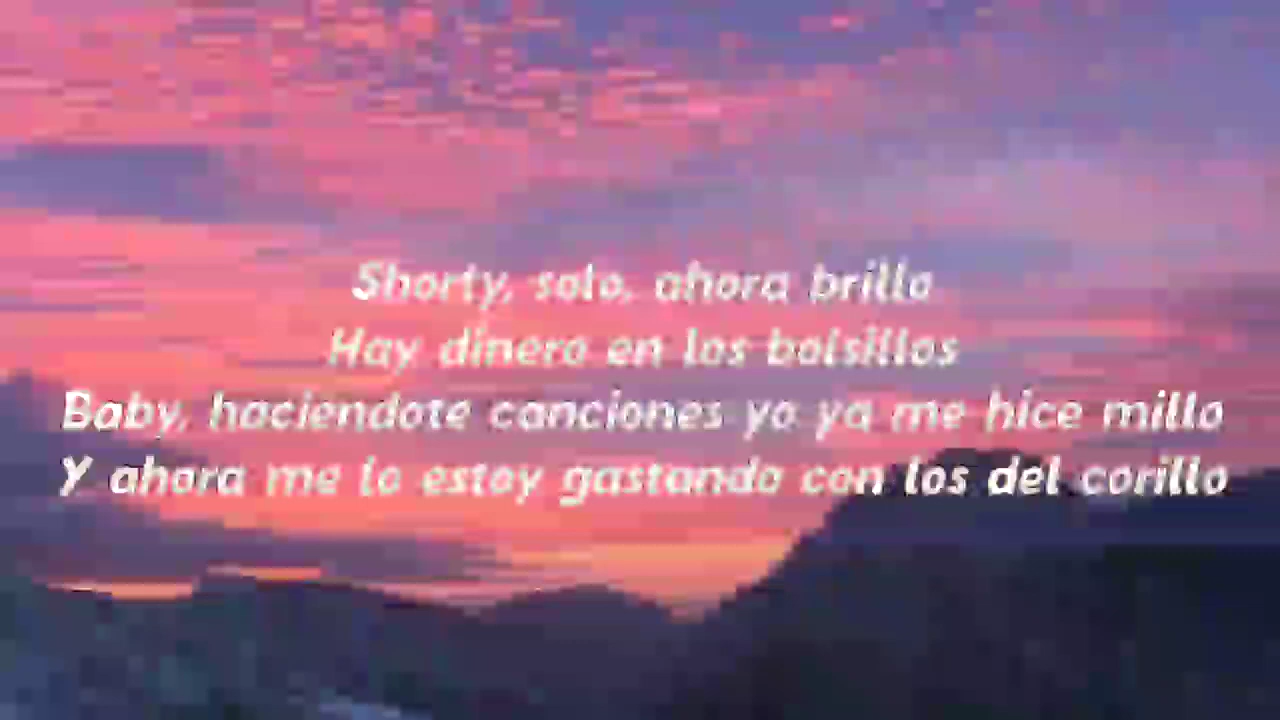 Shorty, solo, ahora brillo
Hay dinero en los bolsillos
Baby, haciendote canciones yo ya me hice millo
Y ahora me lo estoy gastando con los del corillo